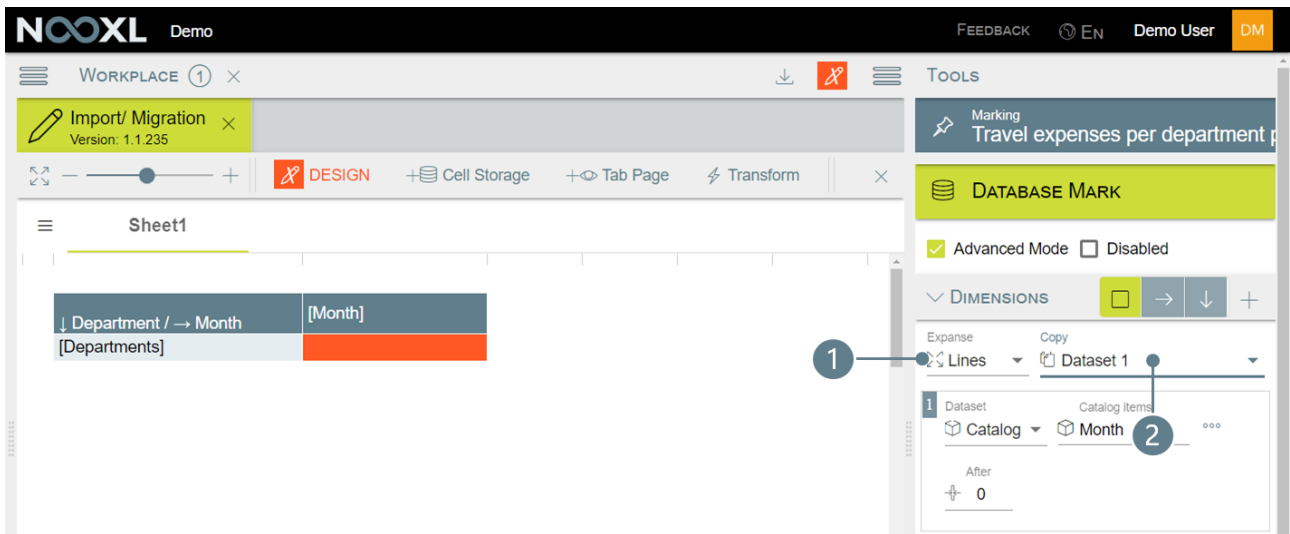 NOOXL Demo FEEDBACK EN Demo User DM
WORKPLACE 1
TOOLS
Import/ Migration
Version: 1.1.235
Marking
Travel expenses per department p
DESIGN Cell Storage Tab Page Transform
DATABASE MARK
Sheet1
Advanced Mode Disabled
DIMENSIONS
↓ Department / → Month [Month]
[Departments]
Expanse Copy
1 Lines Dataset 1
1 Dataset Catalog items
Catalog Month 2
After
0